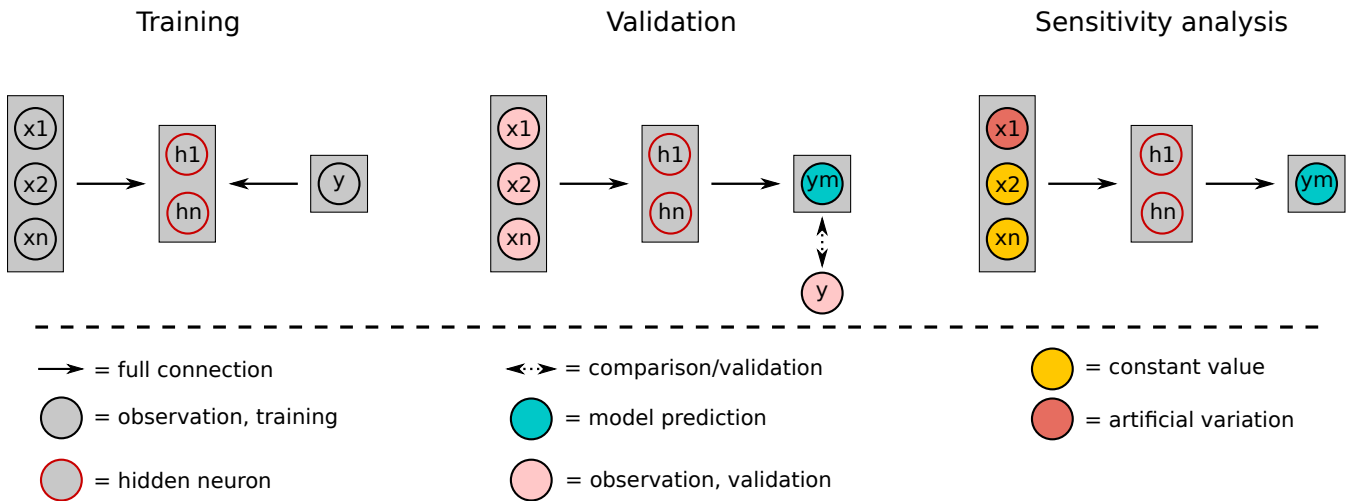 Training
Validation
Sensitivity analysis
x1
x2
xn
h1
hn
y
x1
x2
xn
h1
hn
ym
y
x1
x2
xn
h1
hn
ym
= full connection
= observation, training
= hidden neuron
= comparison/validation
= model prediction
= observation, validation
= constant value
= artificial variation